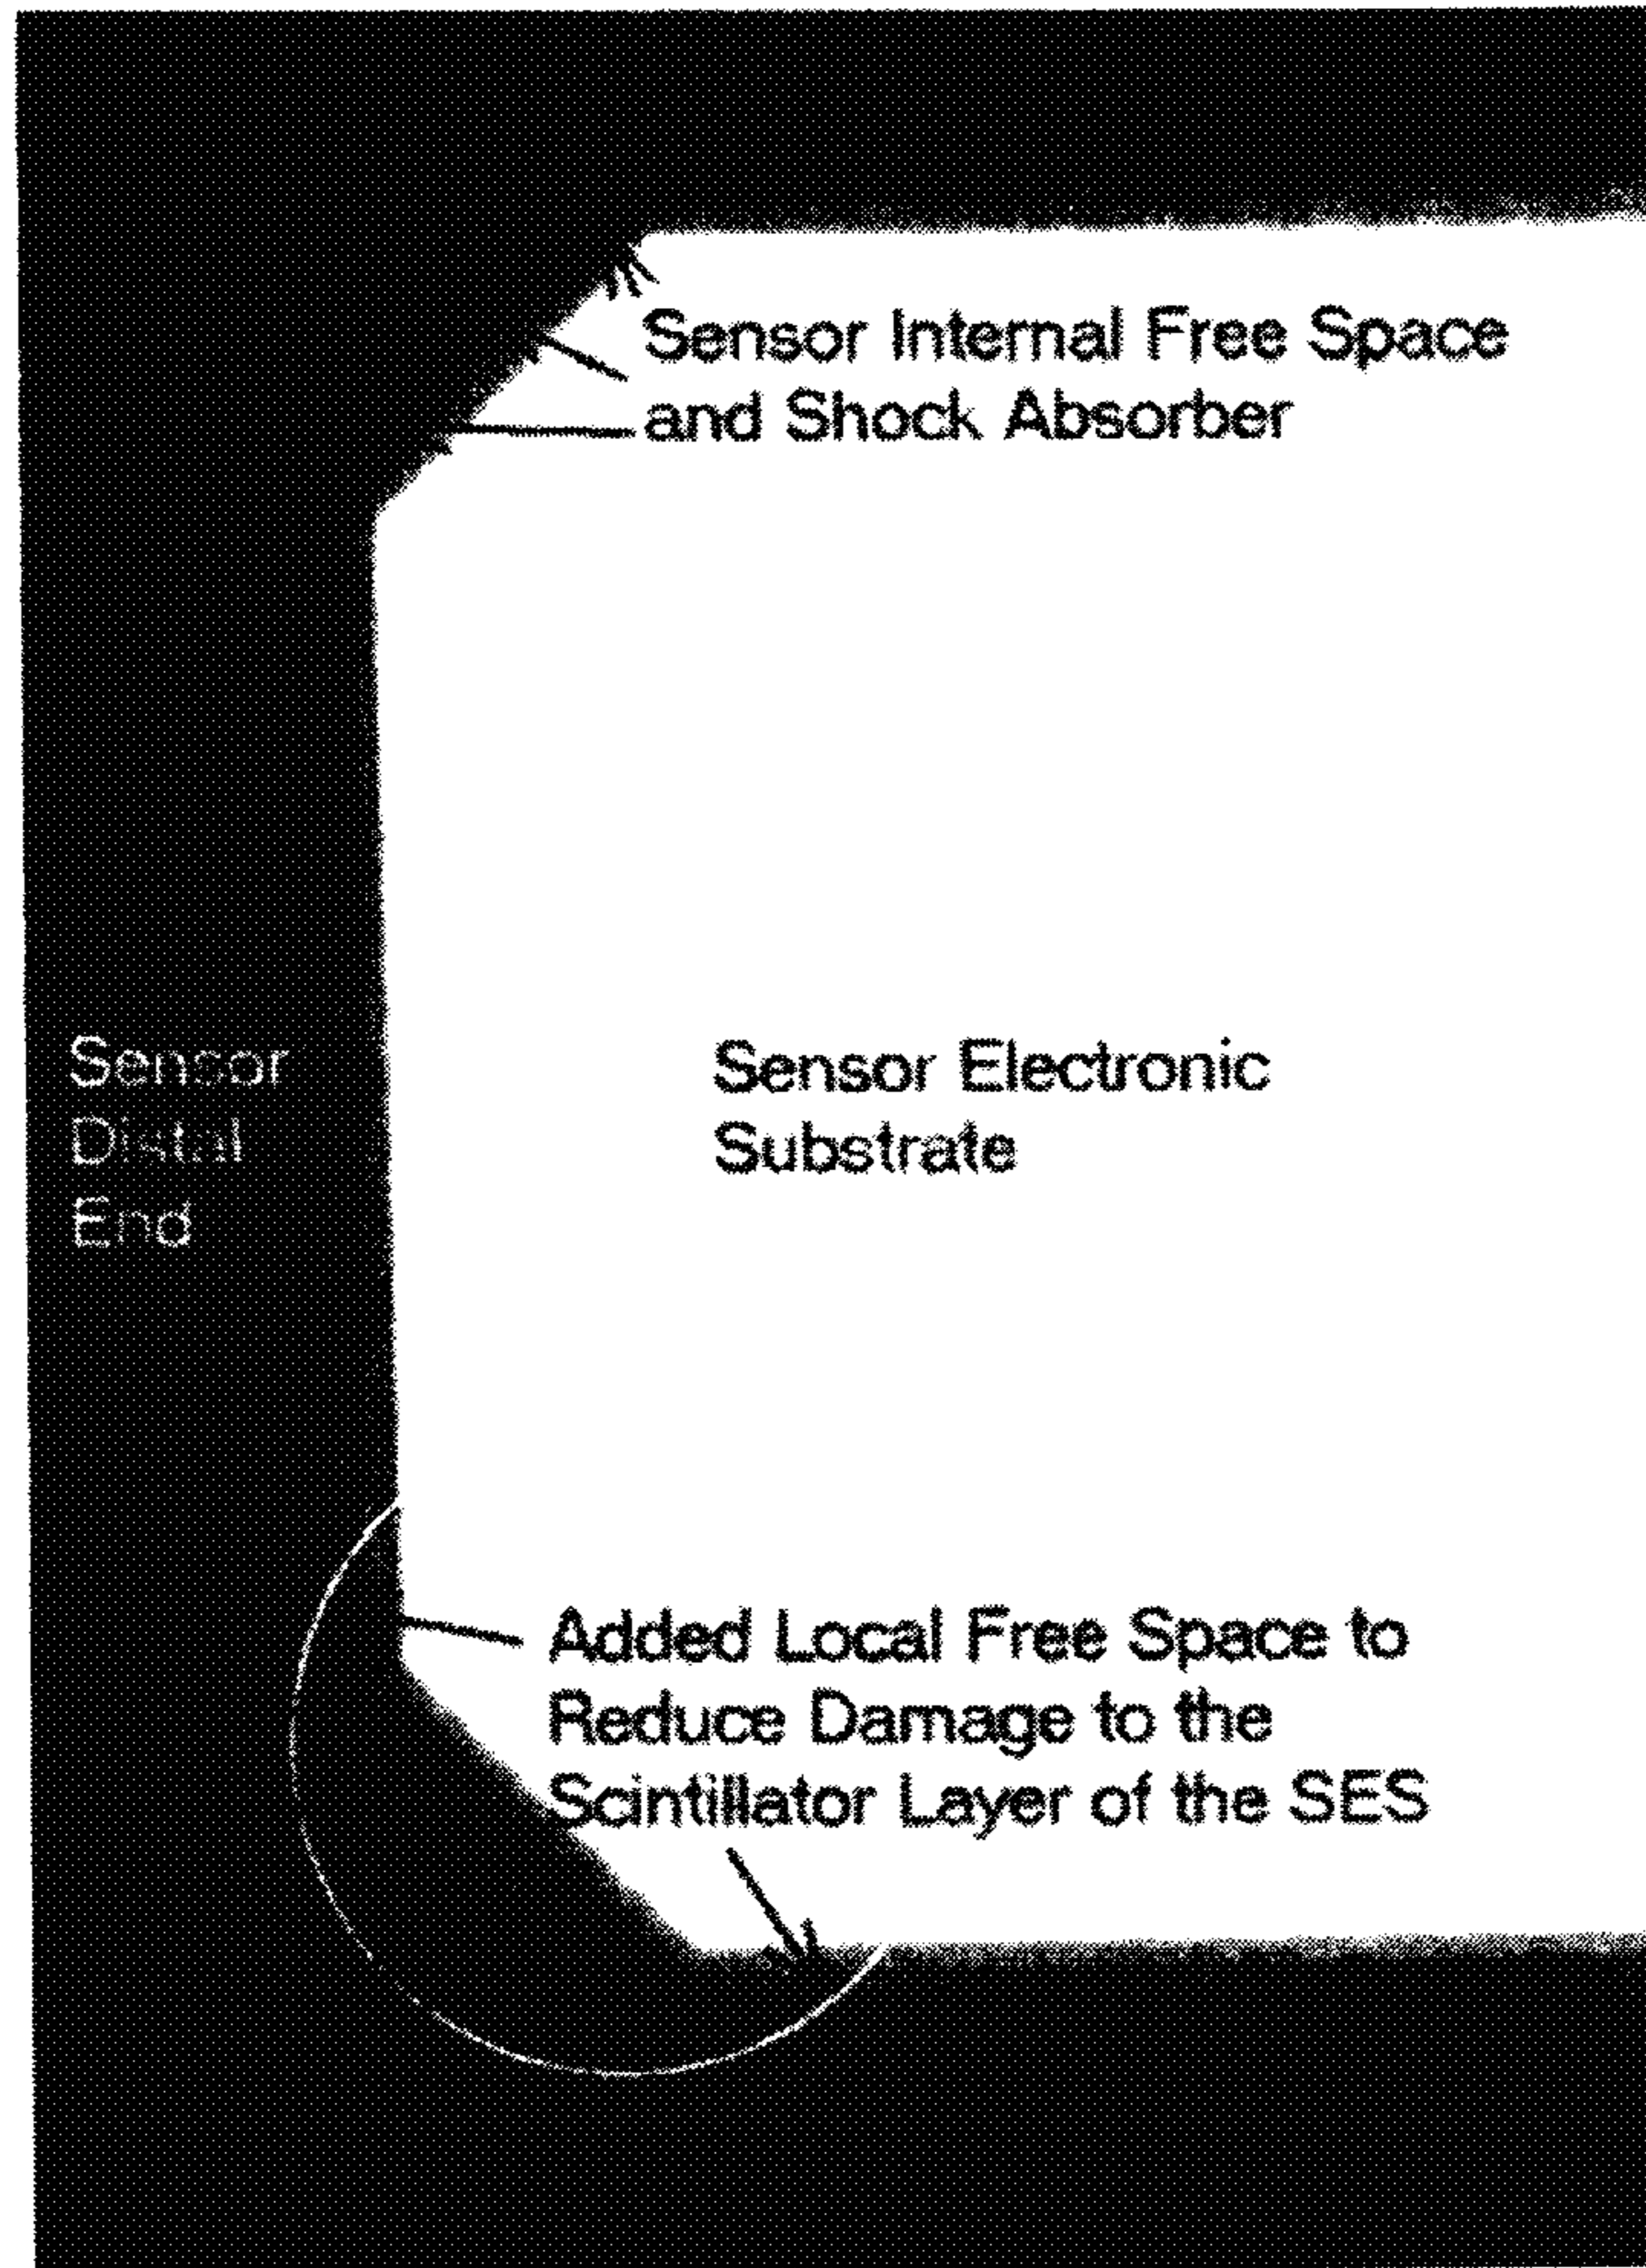 Sensor Internal Free Space
and Shock Absorber
Sensor
Distal
End
Sensor Electronic
Substrate
Added Local Free Space to
Reduce Damage to the
Scintillator Layer of the SES